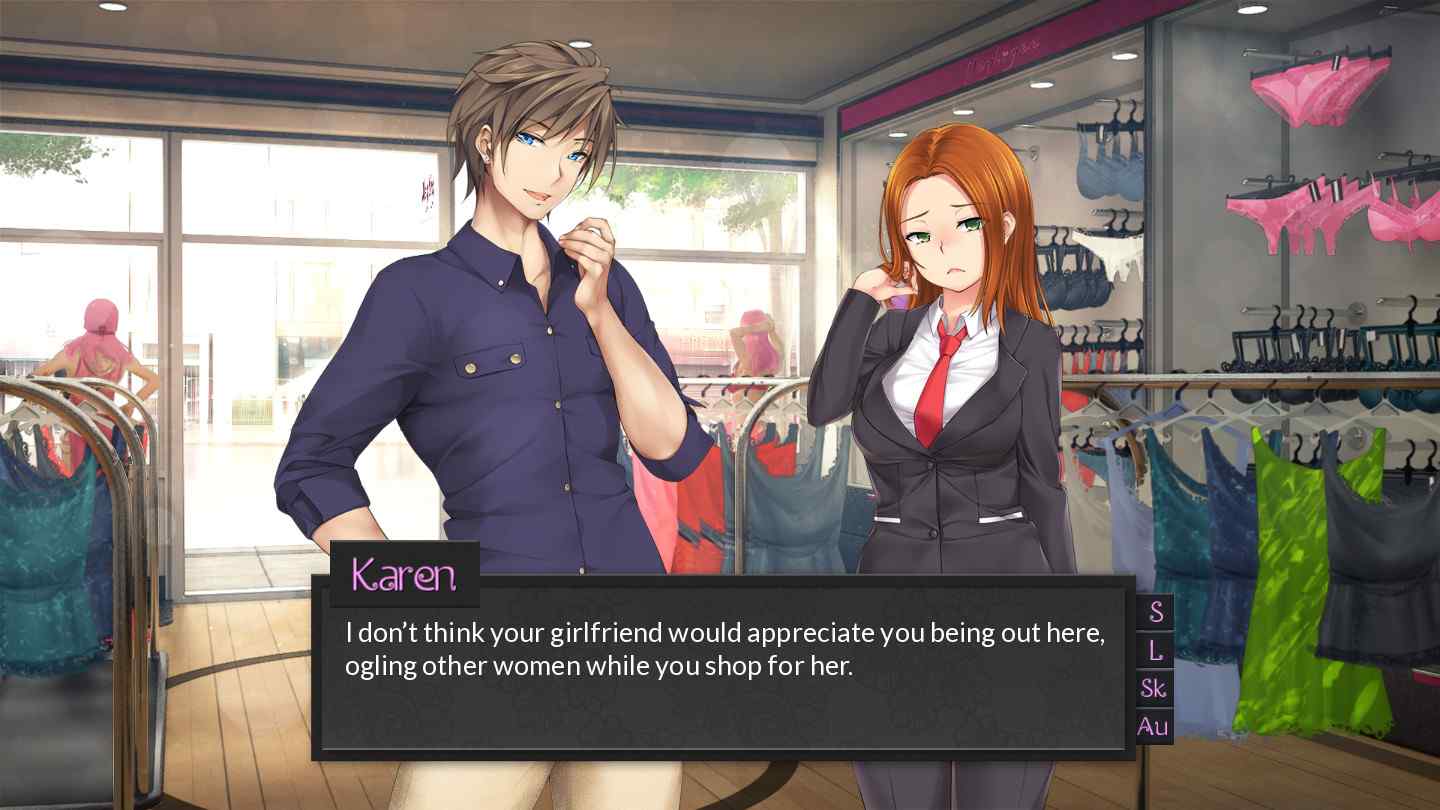 Karen
I don’t think your girlfriend would appreciate you being out here,
ogling other women while you shop for her.
S
L
Sk
Au